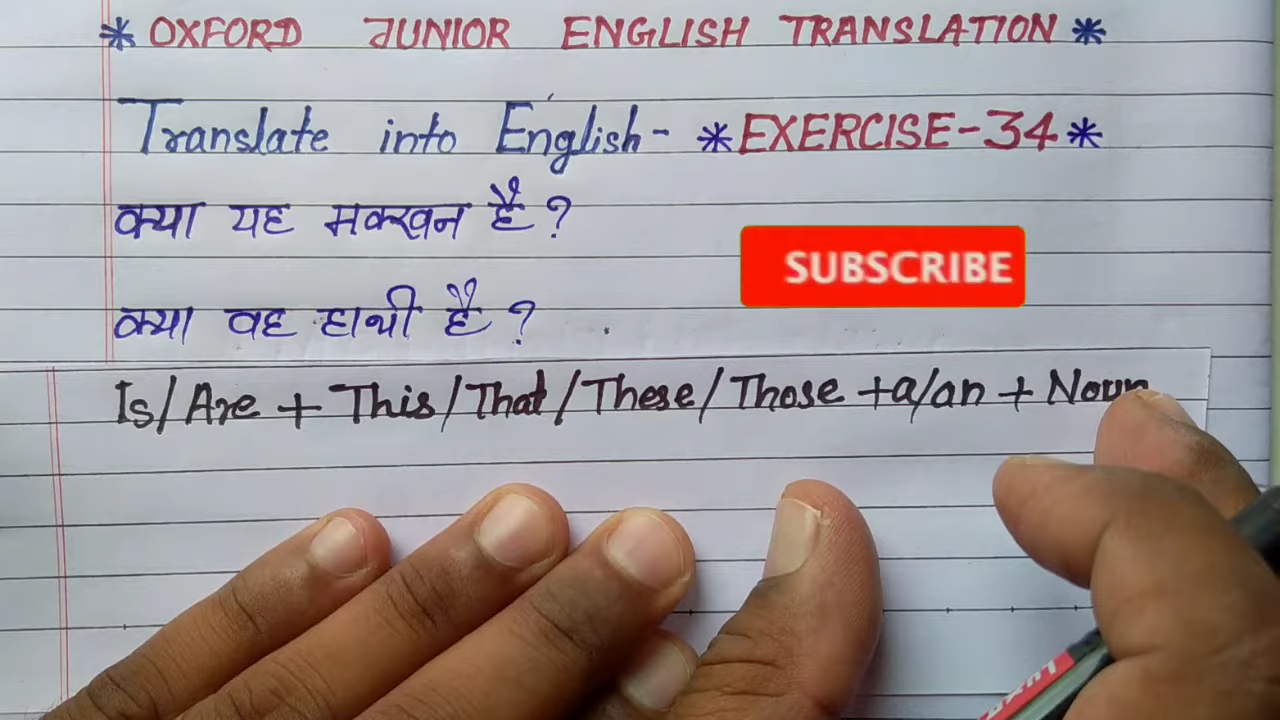 * OXFORD JUNIOR ENGLISH TRANSLATION *
Translate into English- *EXERCISE-34*
क्या यह मक्खन है?
SUBSCRIBE
क्या वह हाथी है?
Is/Are + This/That/These/Those +a/an + Noun